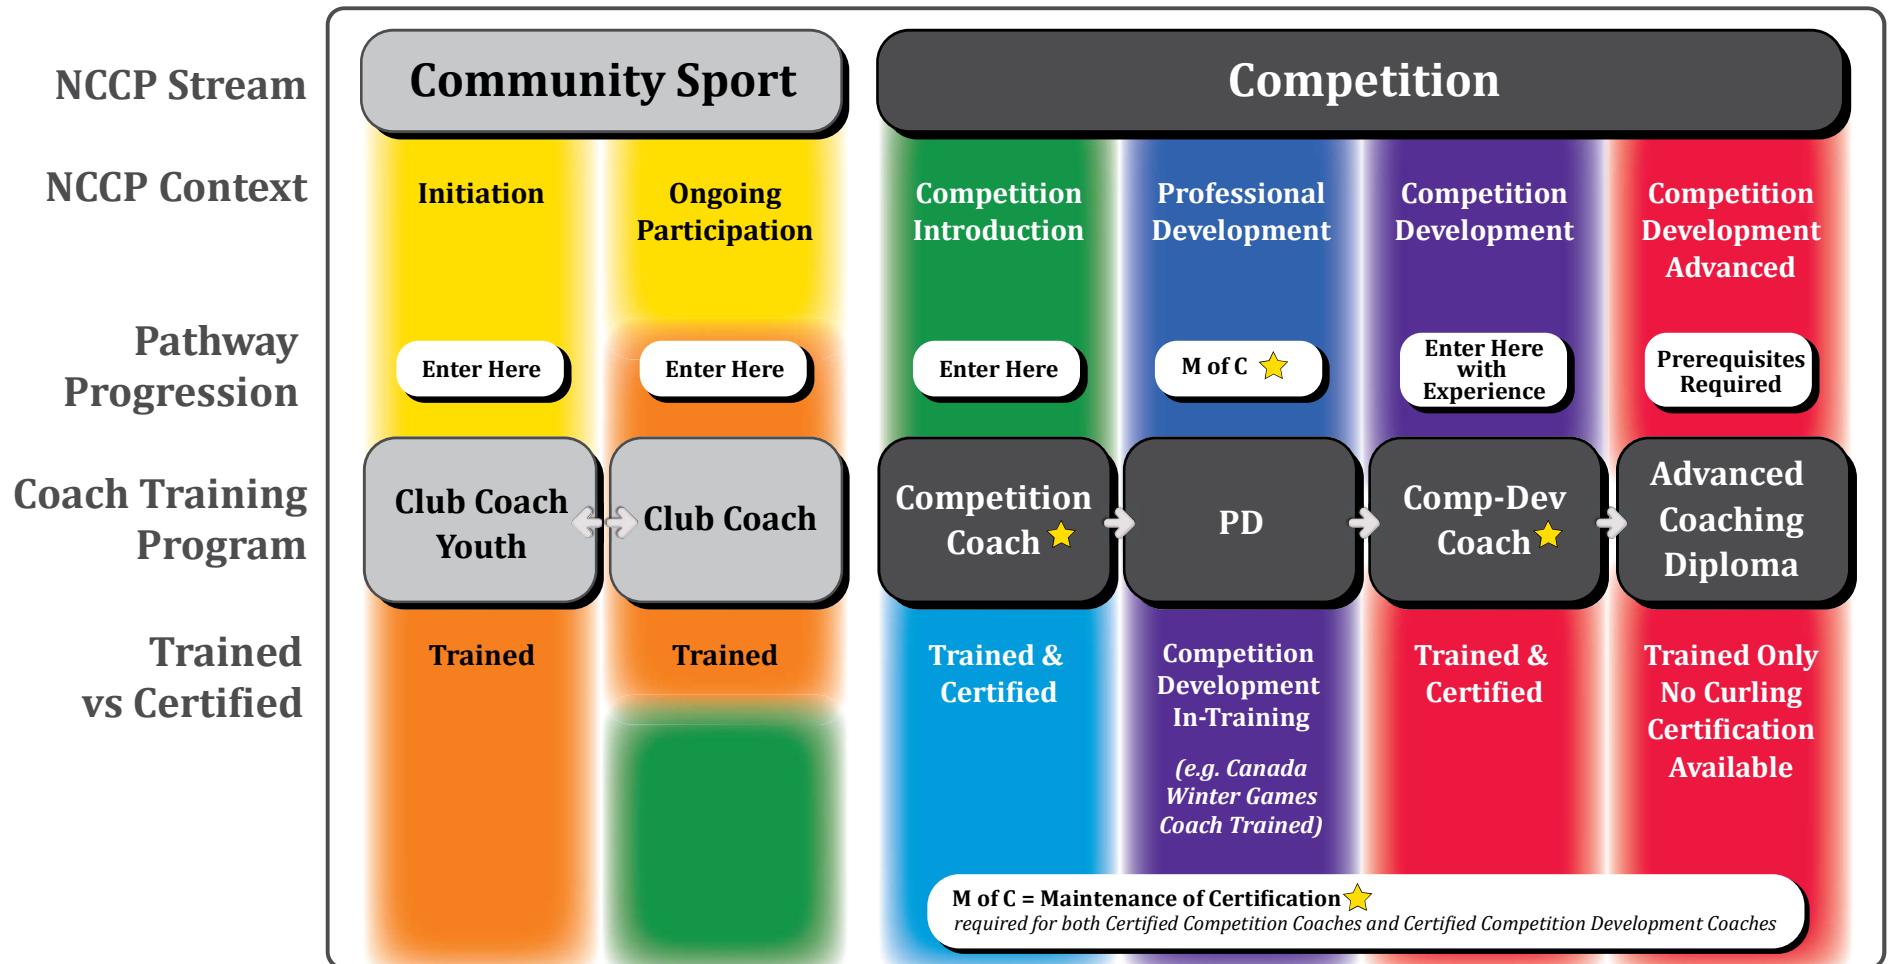 NCCP Stream
Community Sport
Competition
NCCP Context
Initiation
Ongoing
Participation
Competition
Introduction
Professional
Development
Competition
Development
Competition
Development
Advanced
Pathway
Progression
Enter Here
Enter Here
Enter Here
M of C
Enter Here
with
Experience
Prerequisites
Required
Coach Training
Program
Club Coach
Youth
Club Coach
Competition
Coach
PD
Comp-Dev
Coach
Advanced
Coaching
Diploma
Trained
vs Certified
Trained
Trained
Trained &
Certified
Competition
Development
In-Training
(e.g. Canada
Winter Games
Coach Trained)
Trained &
Certified
Trained Only
No Curling
Certification
Available
M of C = Maintenance of Certification
required for both Certified Competition Coaches and Certified Competition Development Coaches